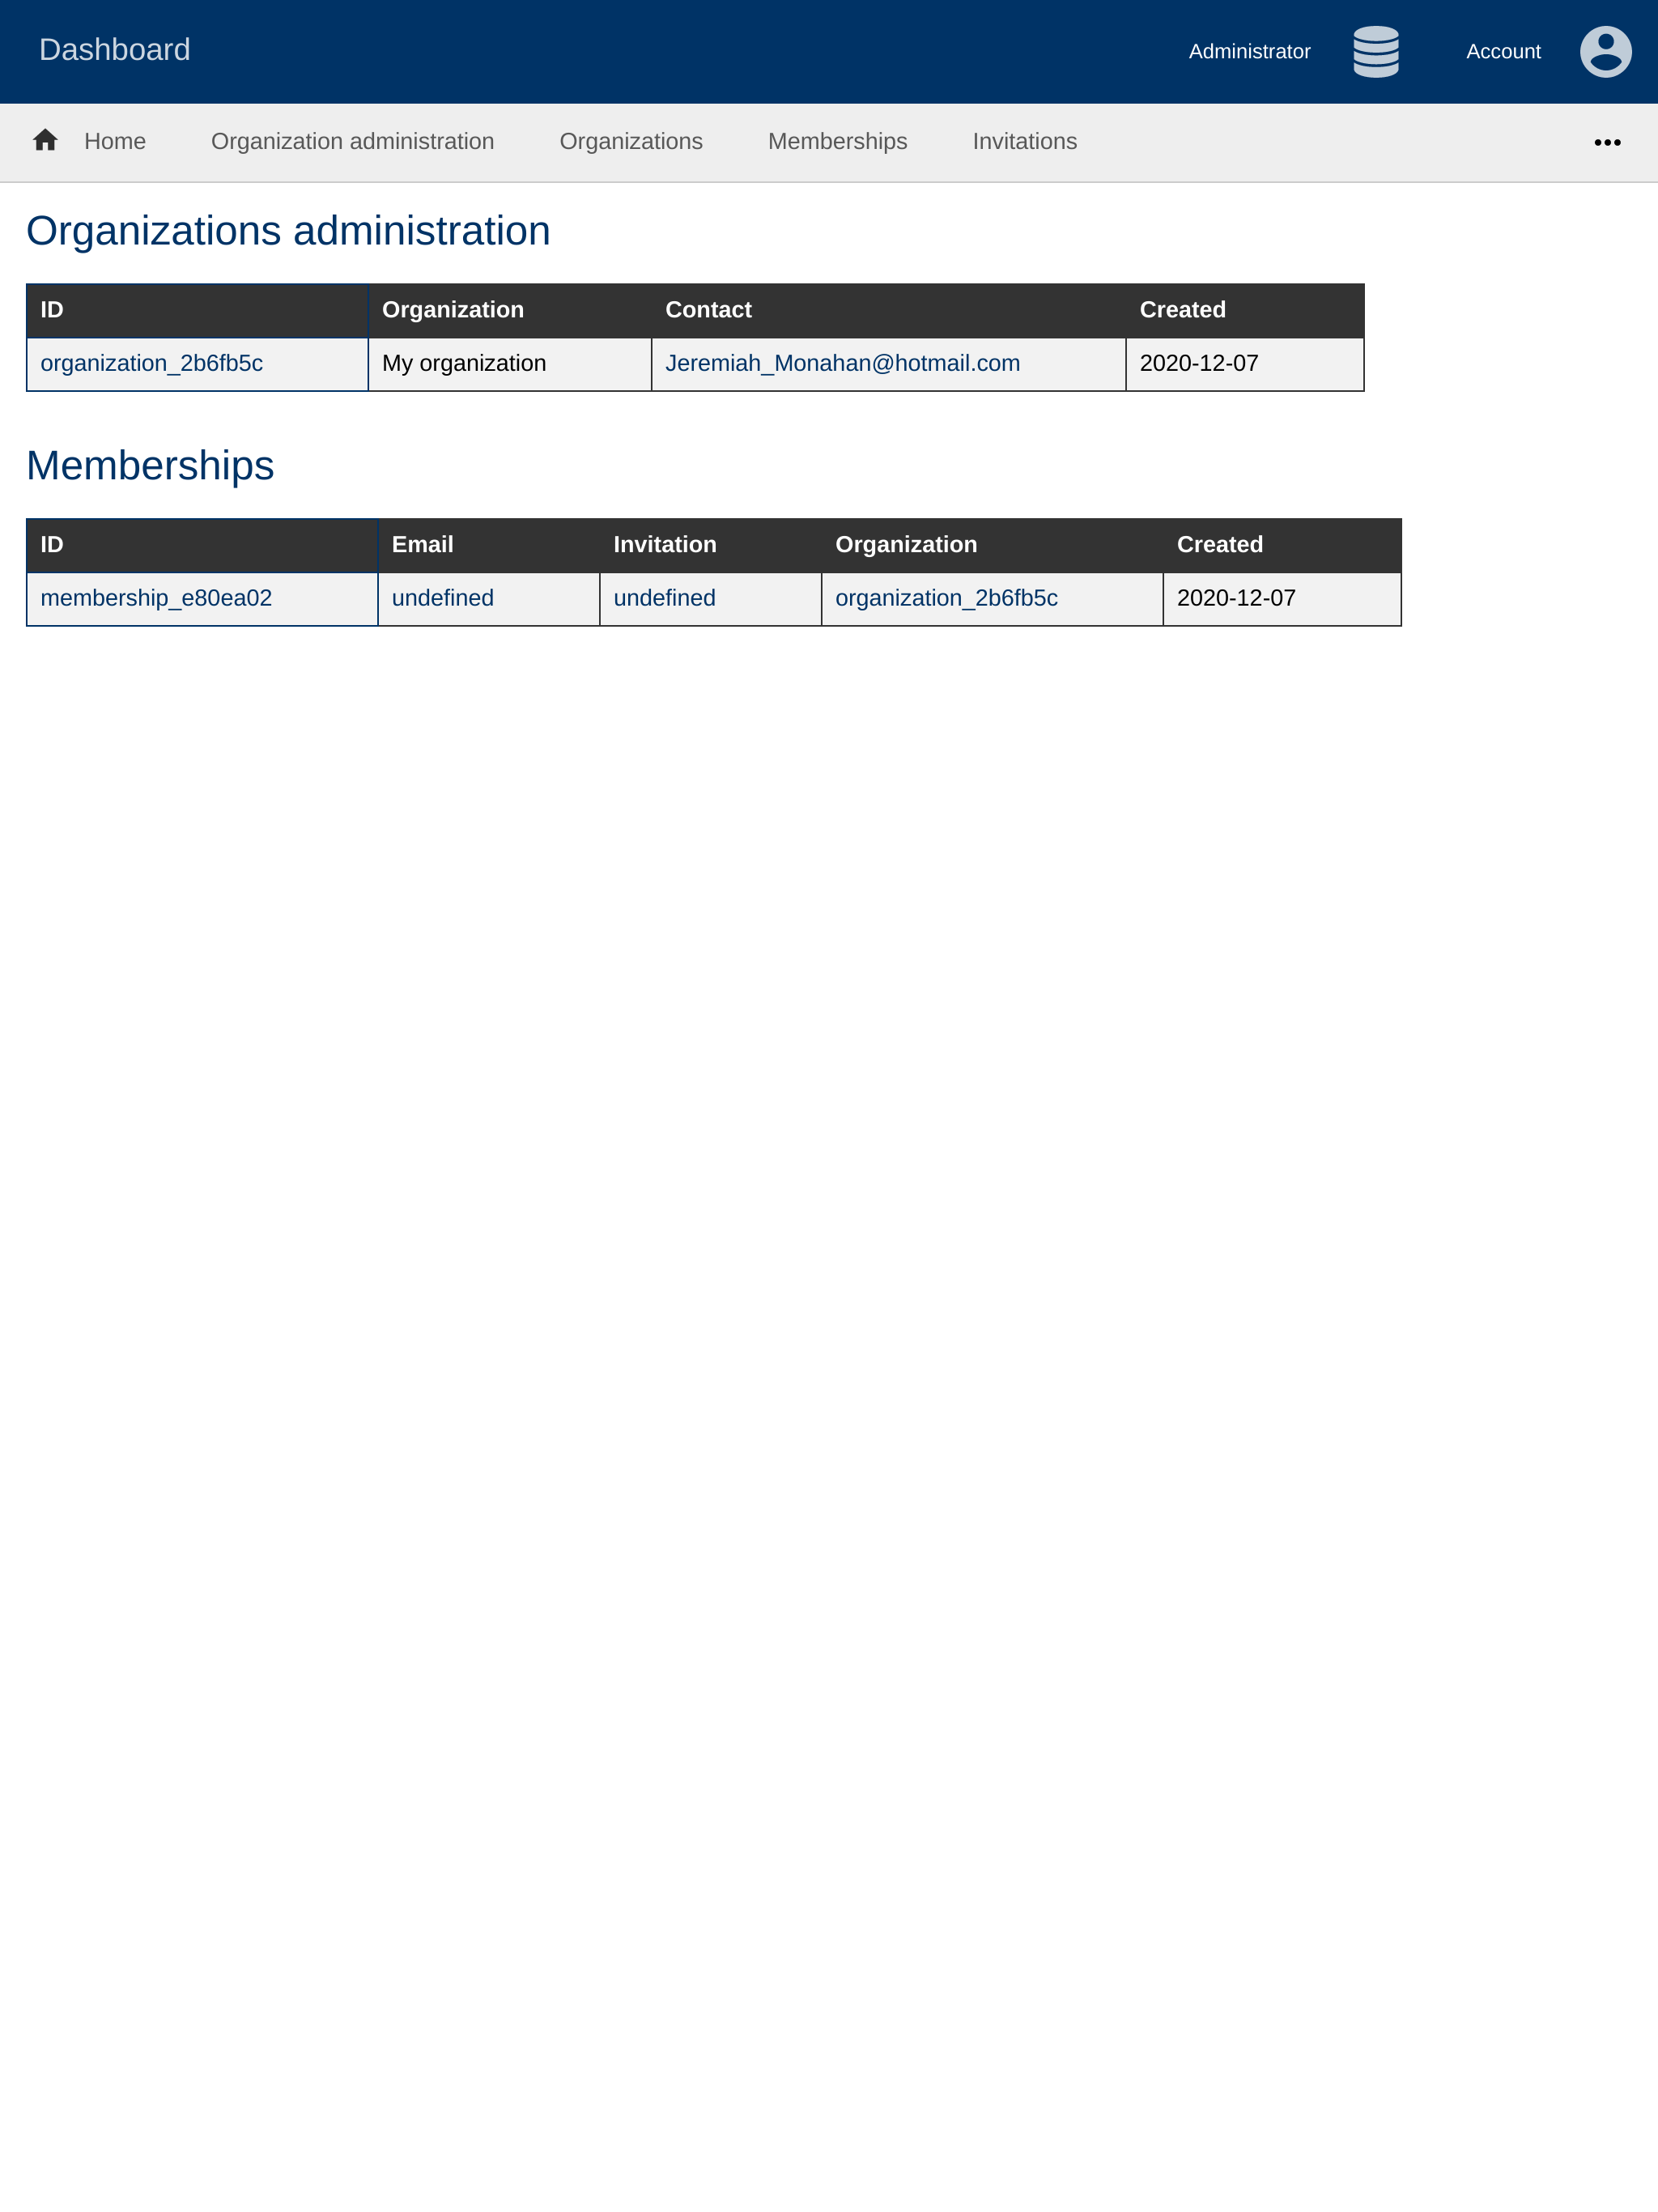 Dashboard
Administrator
Account
Home Organization administration Organizations Memberships Invitations
Organizations administration
ID Organization Contact Created
organization_2b6fb5c My organization Jeremiah_Monahan@hotmail.com 2020-12-07
Memberships
ID Email Invitation Organization Created
membership_e80ea02 undefined undefined organization_2b6fb5c 2020-12-07